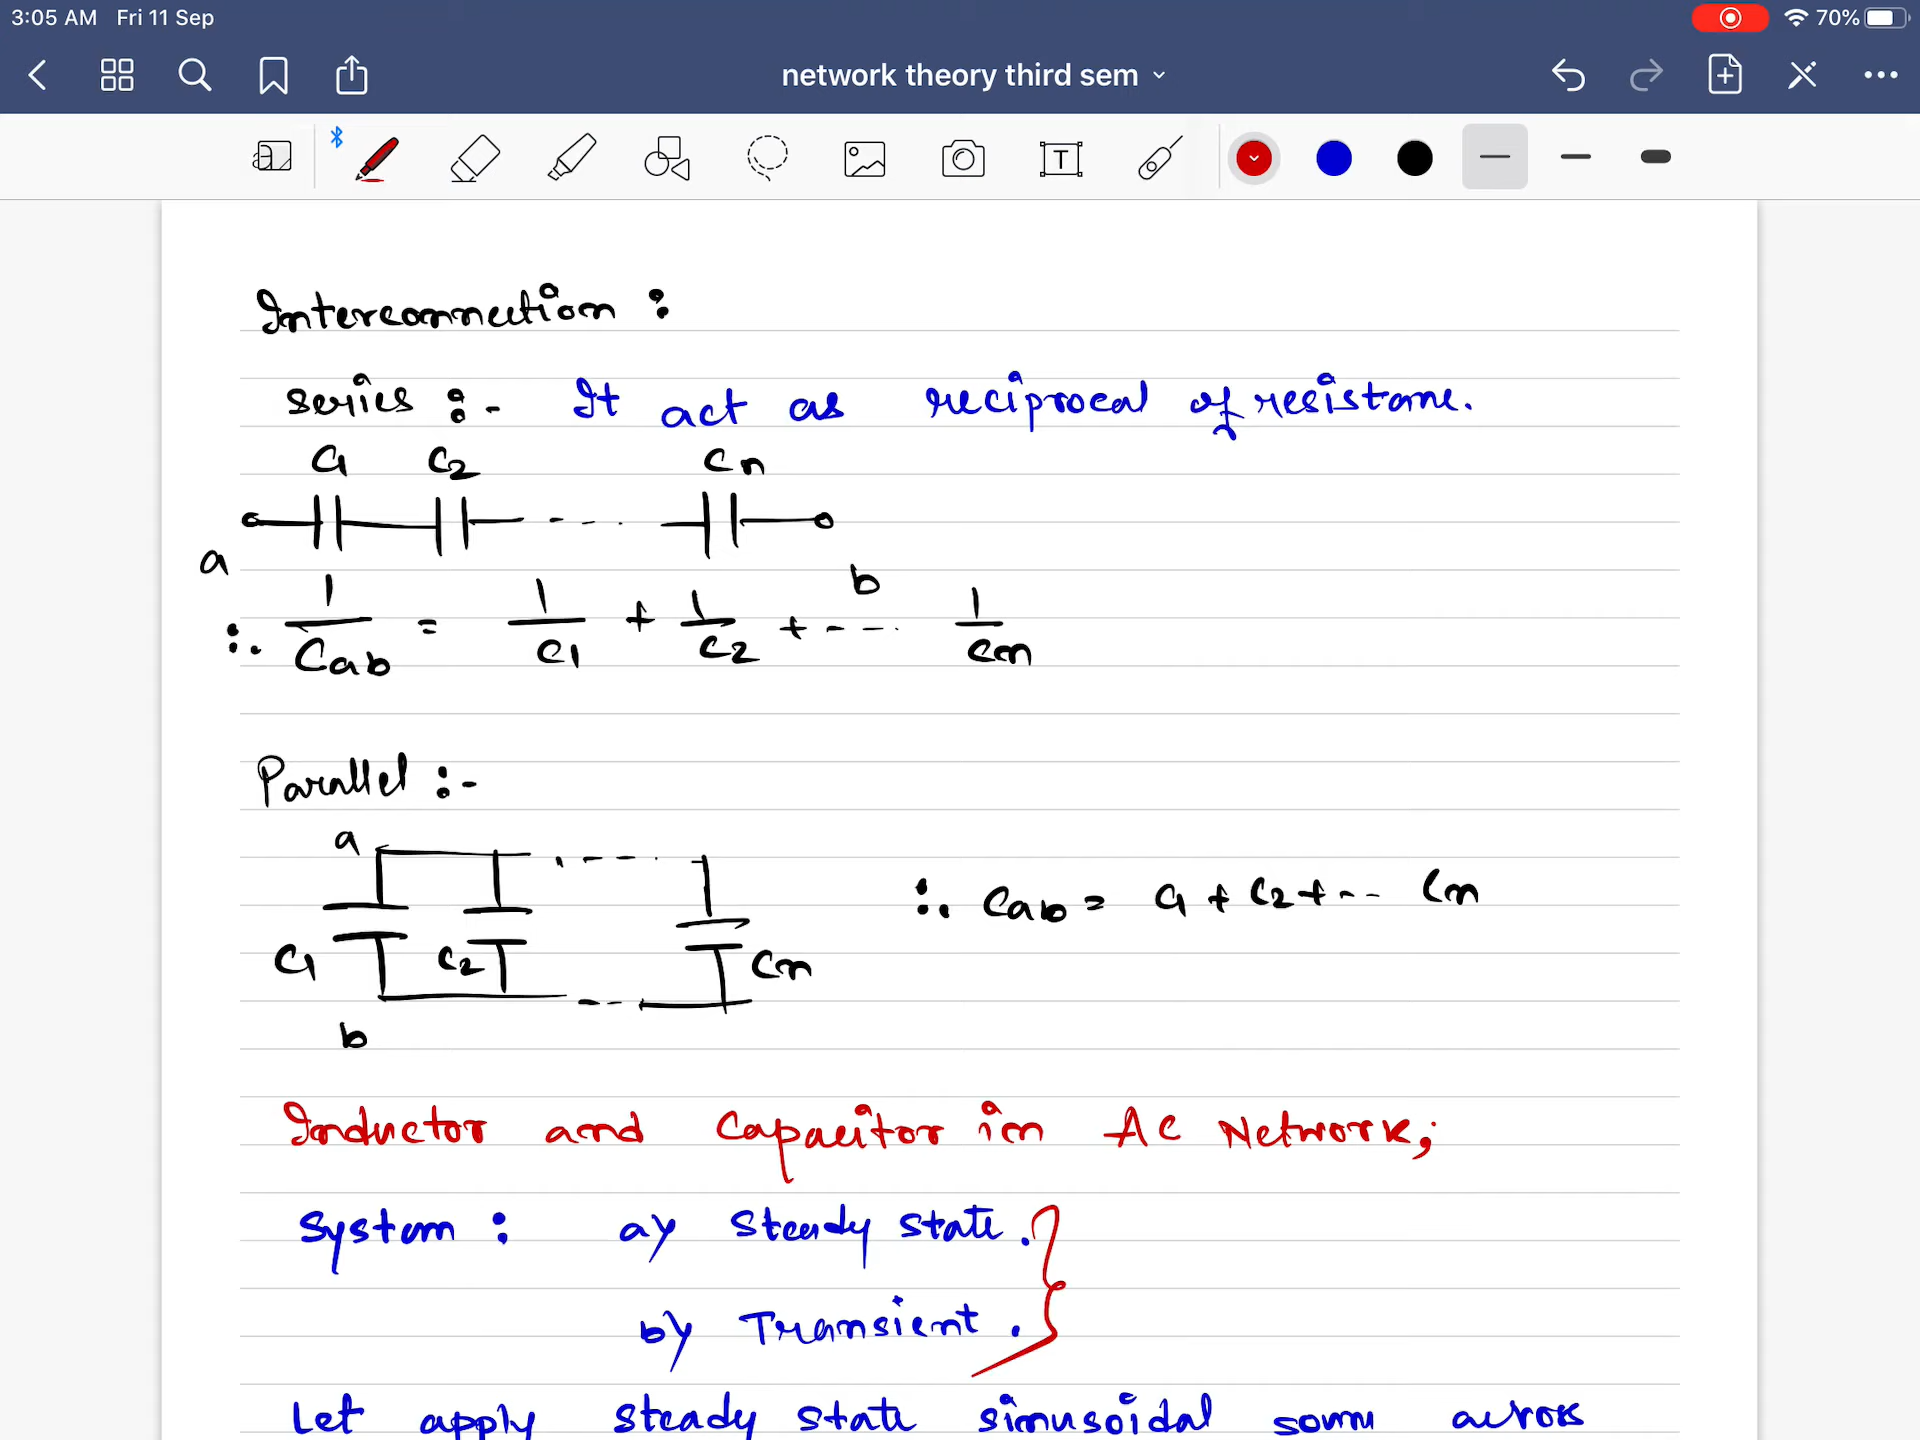 3:05 AM Fri 11 Sep 70%
network theory third sem
Interconnection :
series :- It act as reciprocal of resistance.
C1 C2 Cn
a b
∴ 1/Cab = 1/C1 + 1/C2 + ---- 1/Cn
Parallel :-
a
C1 C2 Cn
∴ Cab = C1 + C2 + -- Cn
b
Inductor and Capacitor in AC Network;
System : a) Steady state.
b) Transient.
Let apply steady state sinusoidal across